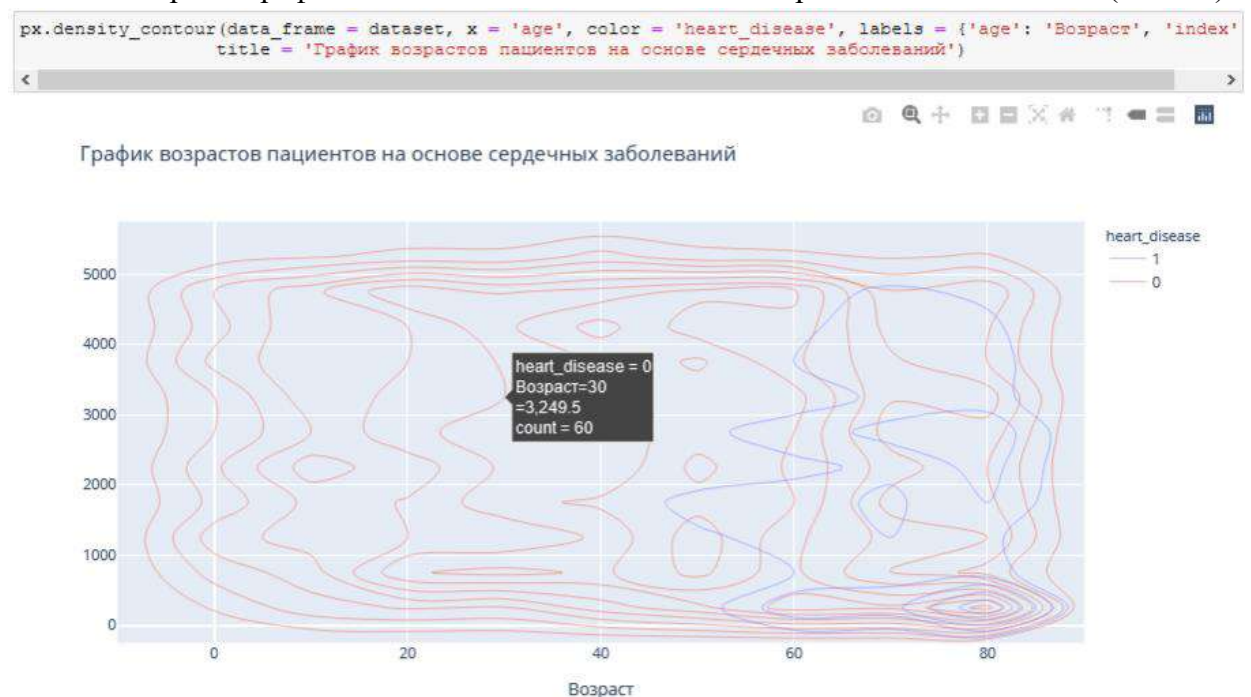 px.density_contour(data_frame = dataset, x = 'age', color = 'heart_disease', labels = {'age': 'Возраст', 'index'
title = 'График возрастов пациентов на основе сердечных заболеваний')
График возрастов пациентов на основе сердечных заболеваний
heart_disease
1
0
5000
4000
3000
2000
1000
0
heart_disease = 0
Возраст=30
=3,249.5
count = 60
0
20
40
60
80
Возраст